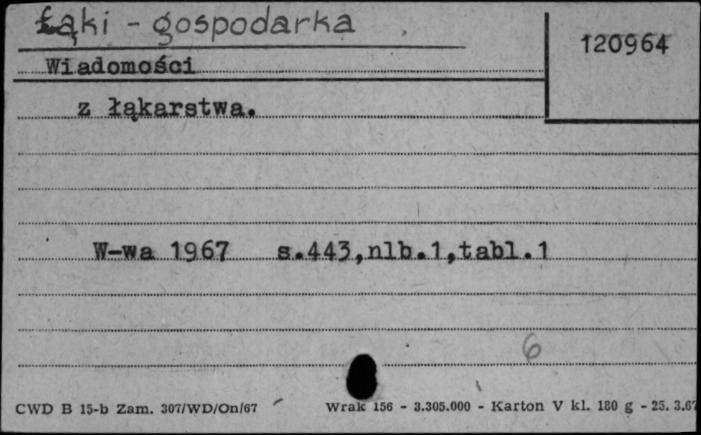 Łąki - gospodarka
120964
Wiadomości
z łąkarstwa.
W-wa 1967 s.443,nlb.1,tabl.1
6
CWD B 15-b Zam. 307/WD/On/67 Wrak 156 - 3.305.000 - Karton V kl. 180 g - 25. 3.67